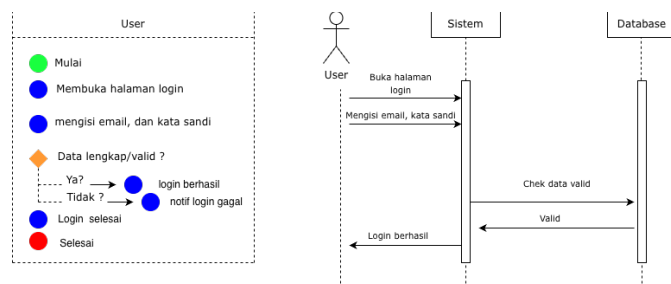 User
Mulai
Membuka halaman login
mengisi email, dan kata sandi
Data lengkap/valid ?
Ya?
login berhasil
Tidak ?
notif login gagal
Login selesai
Selesai
User
Sistem
Database
Buka halaman
login
Mengisi email, kata sandi
Chek data valid
Valid
Login berhasil